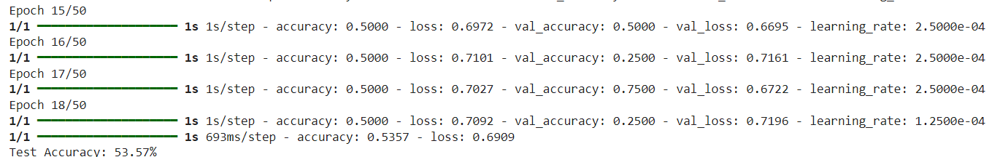 Epoch 15/50
1/1 ━━━━━━━━━━━━━━━━━━━━ 1s 1s/step - accuracy: 0.5000 - loss: 0.6972 - val_accuracy: 0.5000 - val_loss: 0.6695 - learning_rate: 2.5000e-04
Epoch 16/50
1/1 ━━━━━━━━━━━━━━━━━━━━ 1s 1s/step - accuracy: 0.5000 - loss: 0.7101 - val_accuracy: 0.2500 - val_loss: 0.7161 - learning_rate: 2.5000e-04
Epoch 17/50
1/1 ━━━━━━━━━━━━━━━━━━━━ 1s 1s/step - accuracy: 0.5000 - loss: 0.7027 - val_accuracy: 0.7500 - val_loss: 0.6722 - learning_rate: 2.5000e-04
Epoch 18/50
1/1 ━━━━━━━━━━━━━━━━━━━━ 1s 1s/step - accuracy: 0.5000 - loss: 0.7092 - val_accuracy: 0.2500 - val_loss: 0.7196 - learning_rate: 1.2500e-04
1/1 ━━━━━━━━━━━━━━━━━━━━ 1s 693ms/step - accuracy: 0.5357 - loss: 0.6909
Test Accuracy: 53.57%